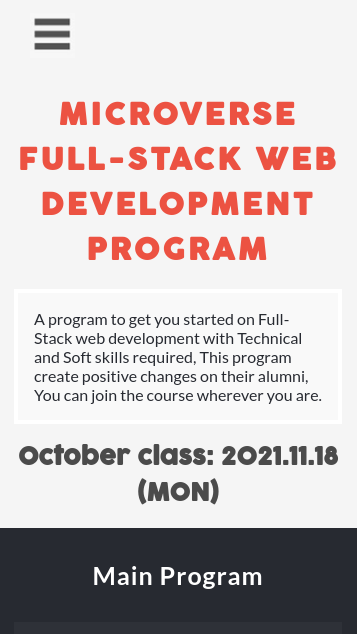 MICROVERSE
FULL-STACK WEB
DEVELOPMENT
PROGRAM
A program to get you started on Full-
Stack web development with Technical
and Soft skills required, This program
create positive changes on their alumni,
You can join the course wherever you are.
October class: 2021.11.18
(MON)
Main Program